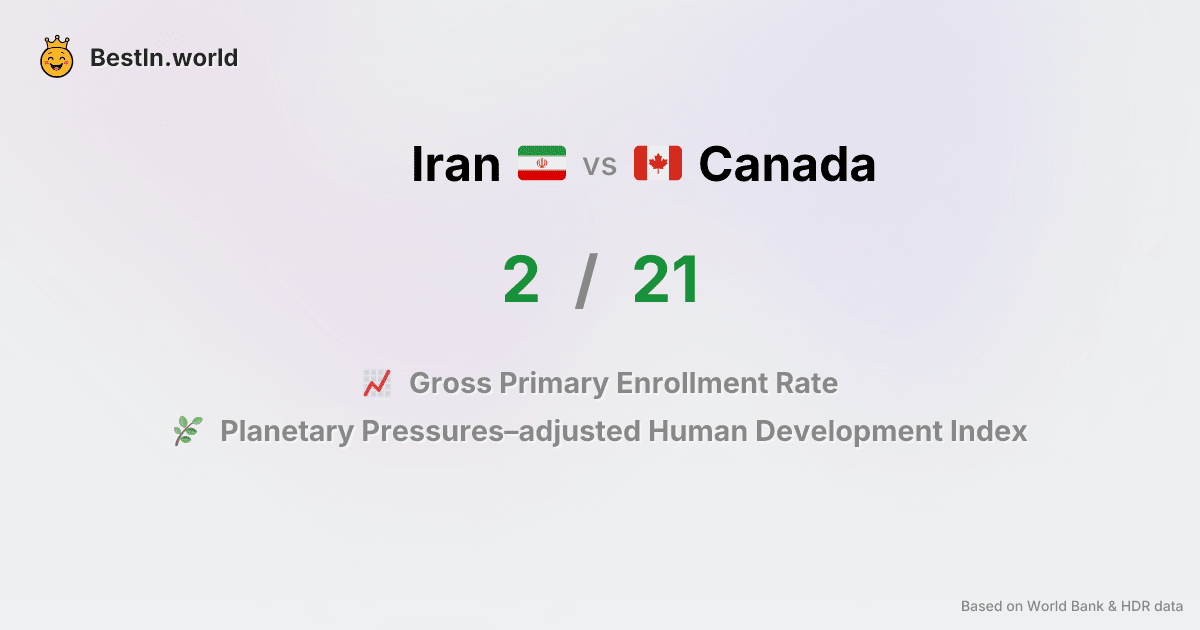 BestIn.world
Iran vs Canada
2 / 21
Gross Primary Enrollment Rate
Planetary Pressures–adjusted Human Development Index
Based on World Bank & HDR data